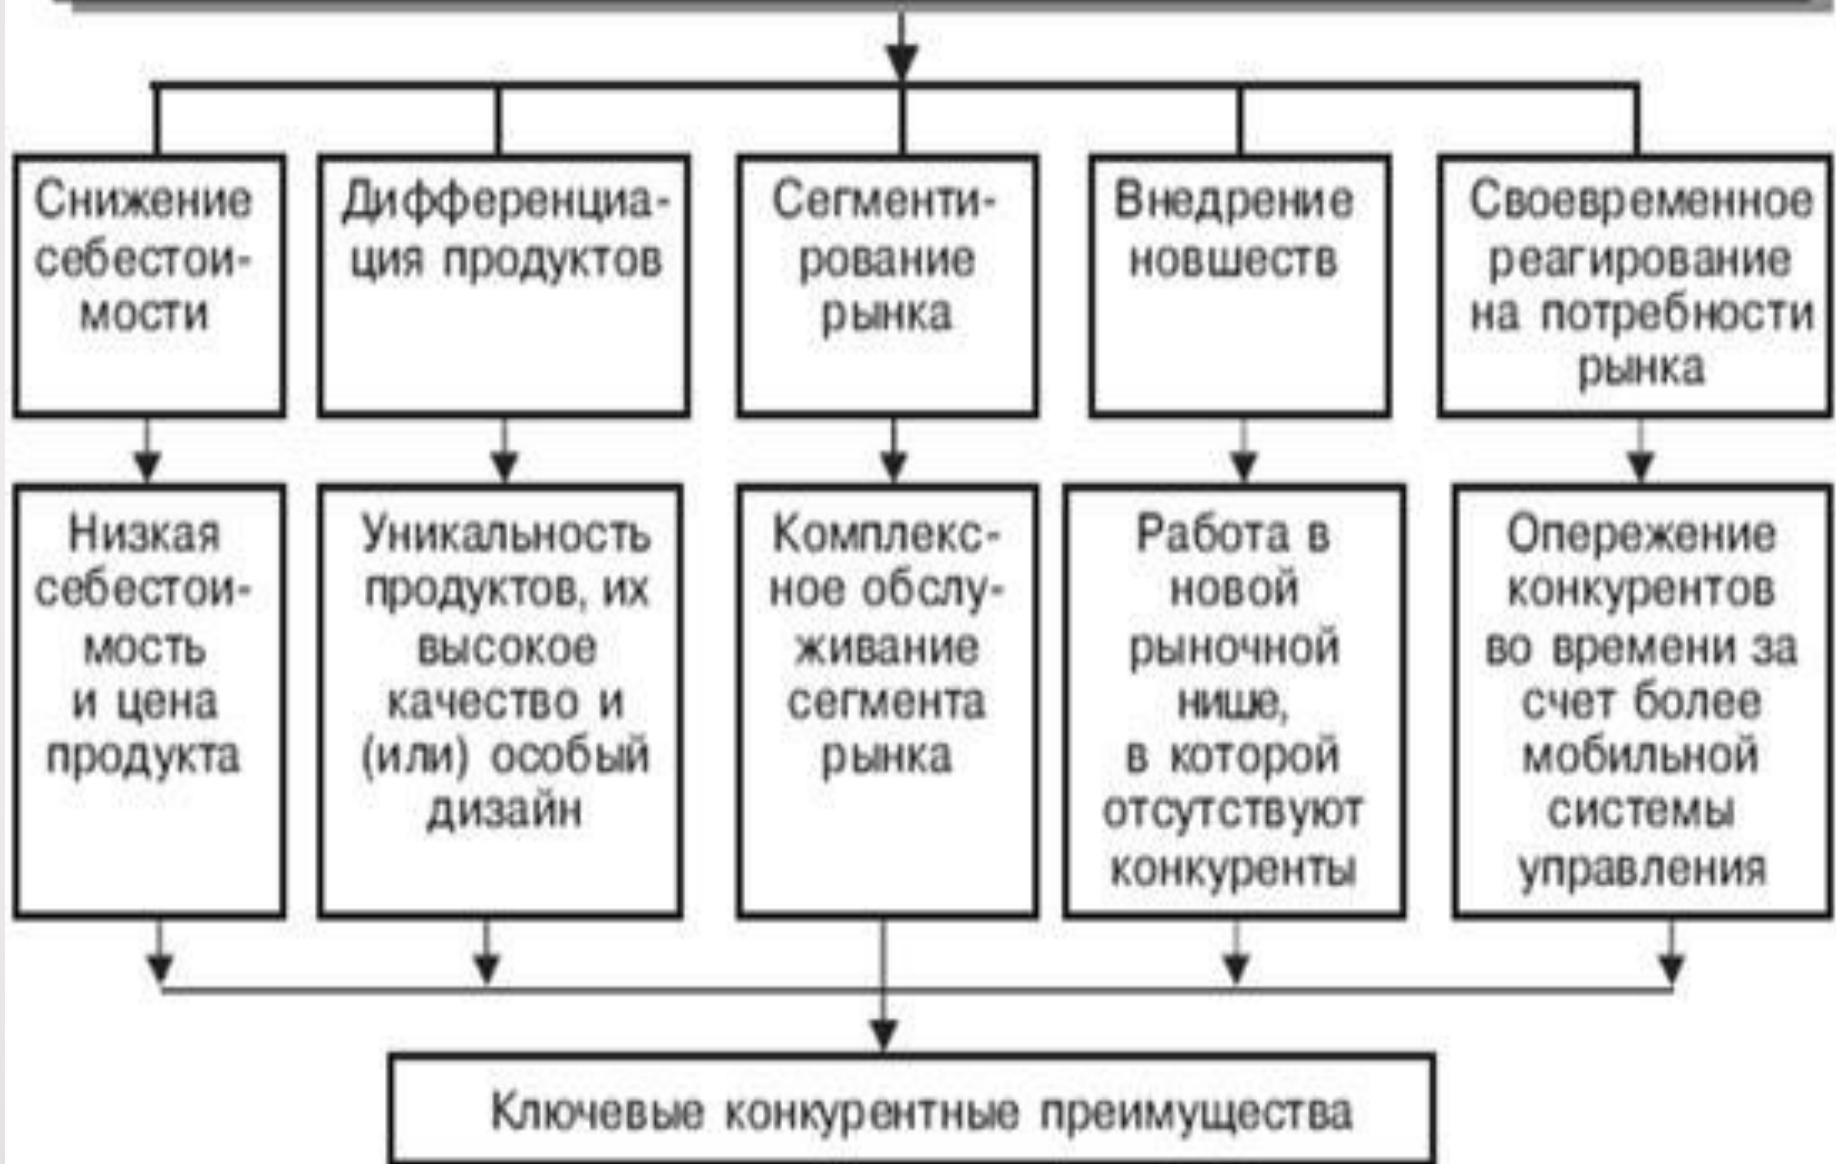 Снижение
себестои-
мости
Дифференциа-
ция продуктов
Сегменти-
рование
рынка
Внедрение
новшеств
Своевременное
реагирование
на потребности
рынка
Низкая
себестои-
мость
и цена
продукта
Уникальность
продуктов, их
высокое
качество и
(или) особый
дизайн
Комплекс-
ное обслу-
живание
сегмента
рынка
Работа в
новой
рыночной
нише,
в которой
отсутствуют
конкуренты
Опережение
конкурентов
во времени за
счет более
мобильной
системы
управления
Ключевые конкурентные преимущества